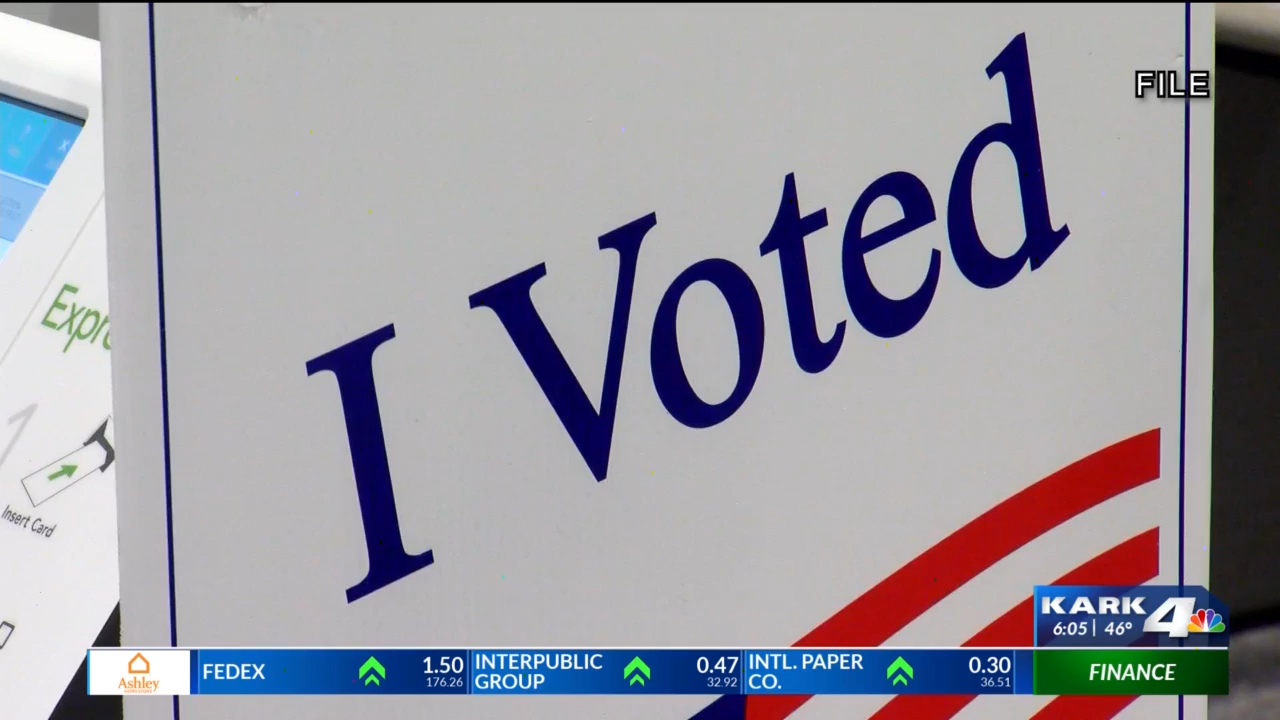 FILE
I Voted
Expr
1
Insert Card
KARK 4
6:05 | 46°
Ashley
FEDEX
1.50
176.26
INTERPUBLIC
GROUP
0.47
32.92
INTL. PAPER
CO.
0.30
36.51
FINANCE